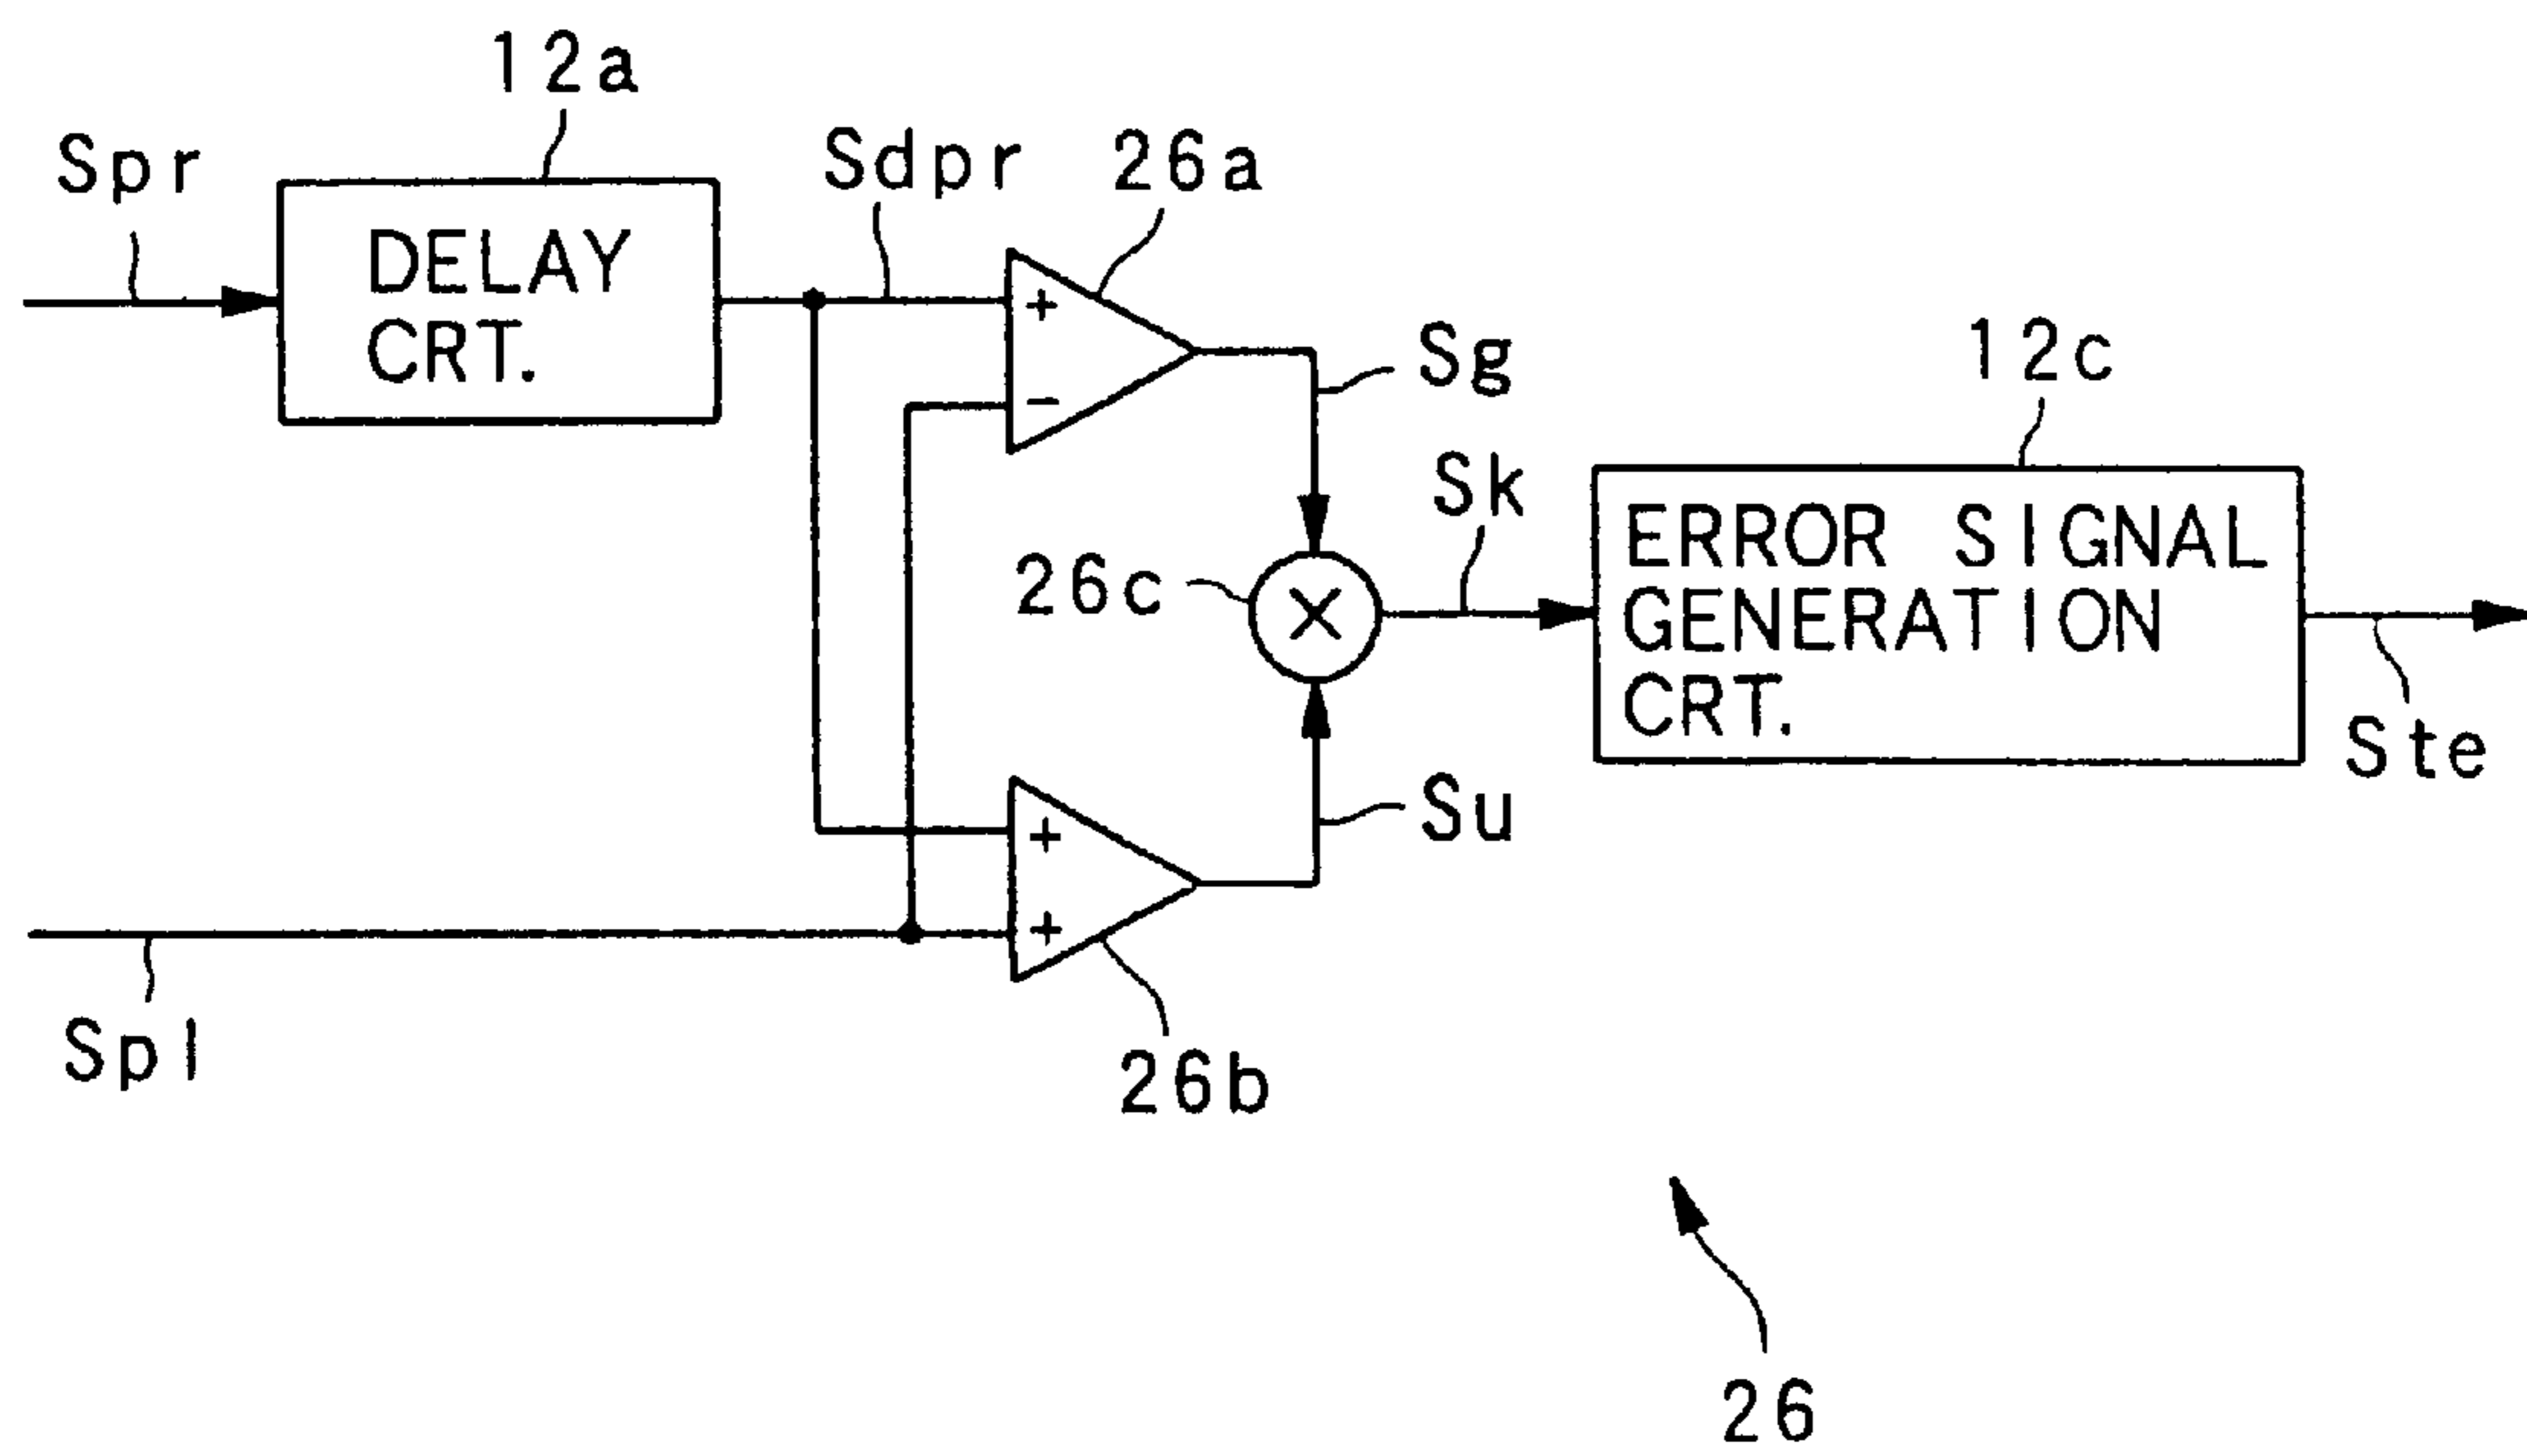 12a
Spr
Sdpr
26a
DELAY
CRT.
+
-
Sg
12c
Sk
26c
×
ERROR SIGNAL
GENERATION
CRT.
Ste
Su
+
+
Spl
26b
26